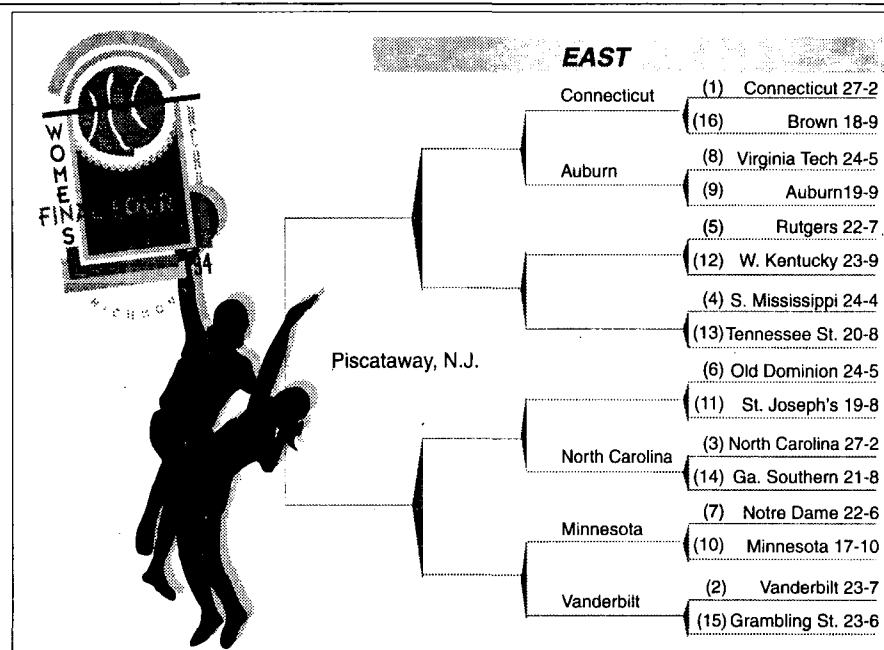 WOMEN'S
FINAL FOUR
NCAA
'94
RICHMOND
EAST
Connecticut
(1) Connecticut 27-2
(16) Brown 18-9
Auburn
(8) Virginia Tech 24-5
(9) Auburn19-9
(5) Rutgers 22-7
(12) W. Kentucky 23-9
(4) S. Mississippi 24-4
(13) Tennessee St. 20-8
Piscataway, N.J.
(6) Old Dominion 24-5
(11) St. Joseph's 19-8
North Carolina
(3) North Carolina 27-2
(14) Ga. Southern 21-8
Minnesota
(7) Notre Dame 22-6
(10) Minnesota 17-10
Vanderbilt
(2) Vanderbilt 23-7
(15) Grambling St. 23-6